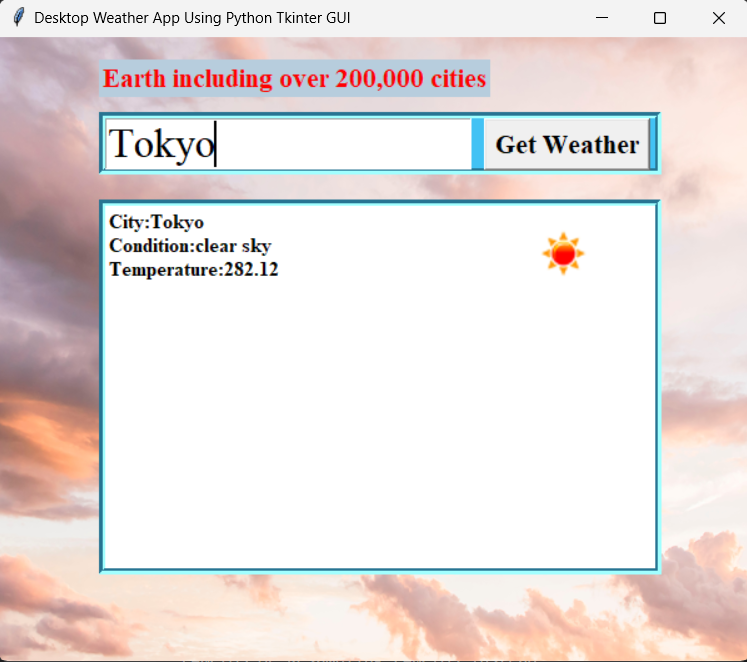 Desktop Weather App Using Python Tkinter GUI
Earth including over 200,000 cities
Tokyo
Get Weather
City:Tokyo
Condition:clear sky
Temperature:282.12